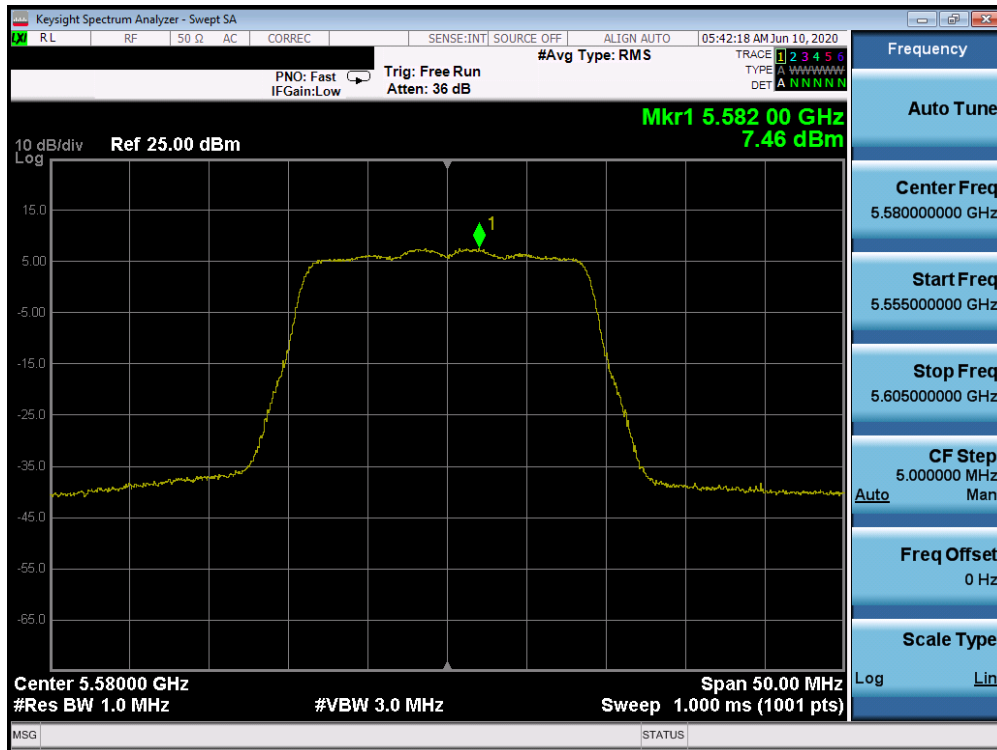 Keysight Spectrum Analyzer - Swept SA
LXI RL RF 50 Ω AC CORREC SENSE:INT SOURCE OFF ALIGN AUTO 05:42:18 AM Jun 10, 2020
#Avg Type: RMS
TRACE 1 2 3 4 5 6
PNO: Fast Trig: Free Run
TYPE A WWWWW
IFGain:Low Atten: 36 dB
DET A N N N N N
Mkr1 5.582 00 GHz
7.46 dBm
10 dB/div Ref 25.00 dBm
Log
15.0
5.00
-5.00
-15.0
-25.0
-35.0
-45.0
-55.0
-65.0
1
Center 5.58000 GHz
Span 50.00 MHz
#Res BW 1.0 MHz
#VBW 3.0 MHz
Sweep 1.000 ms (1001 pts)
MSG
STATUS
Frequency
Auto Tune
Center Freq
5.580000000 GHz
Start Freq
5.555000000 GHz
Stop Freq
5.605000000 GHz
CF Step
5.000000 MHz
Auto Man
Freq Offset
0 Hz
Scale Type
Log Lin